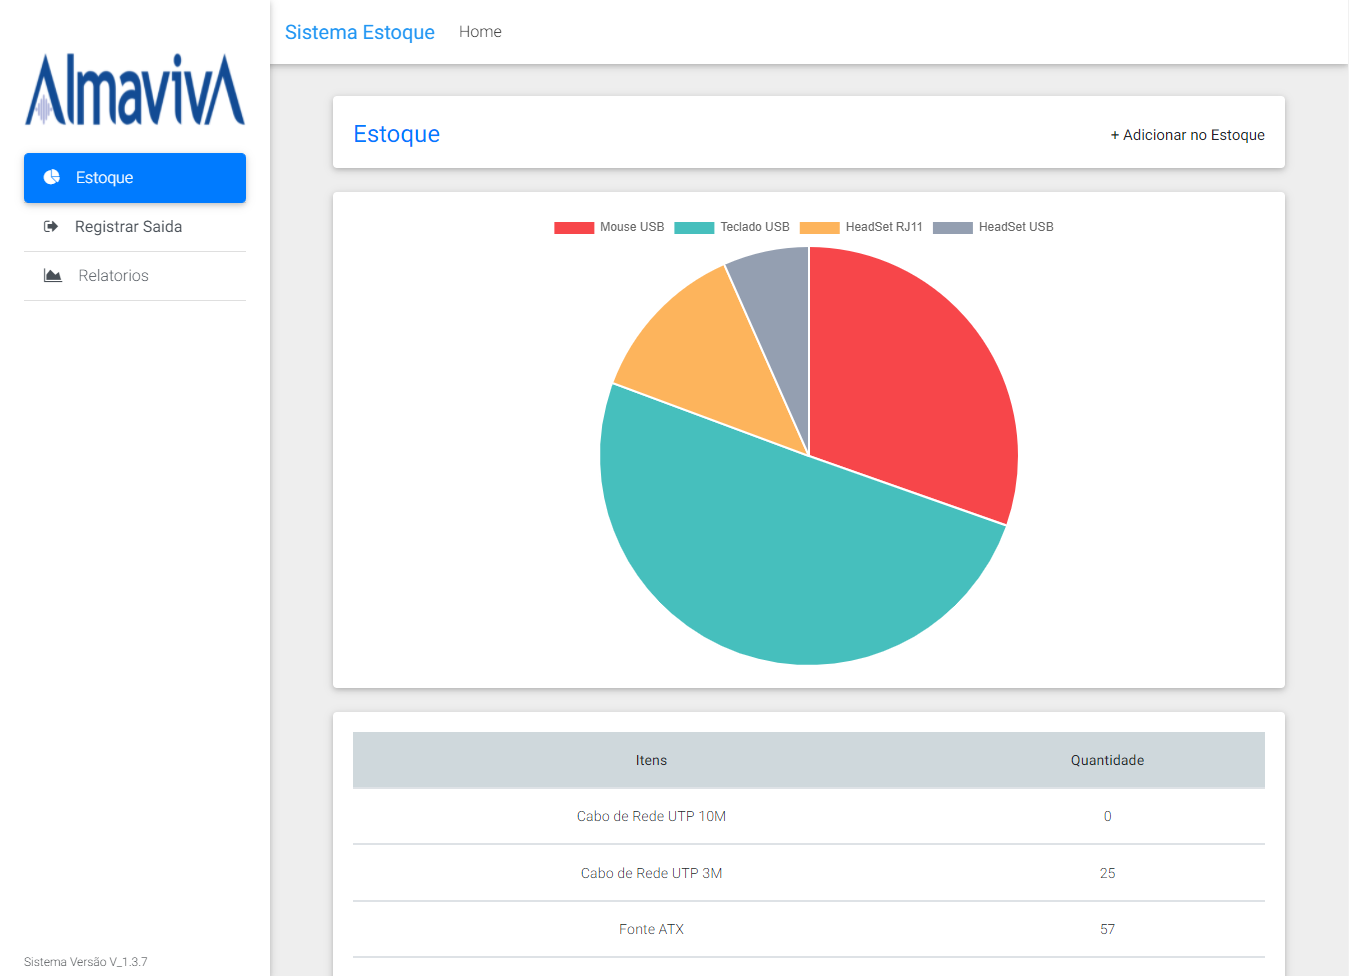 AlmavivA
Sistema Estoque Home
Estoque
Registrar Saida
Relatorios
Estoque + Adicionar no Estoque
Mouse USB Teclado USB HeadSet RJ11 HeadSet USB
Itens Quantidade
Cabo de Rede UTP 10M 0
Cabo de Rede UTP 3M 25
Fonte ATX 57
Sistema Versão V_1.3.7